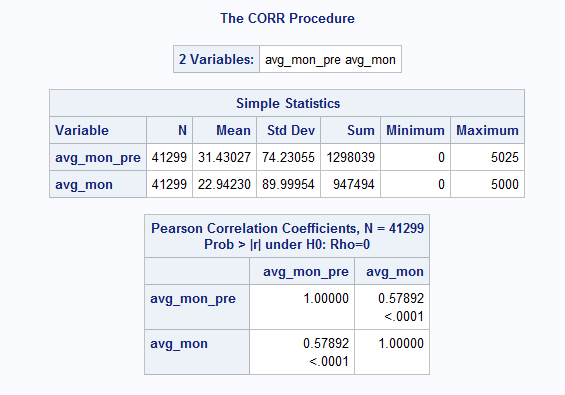 The CORR Procedure
2 Variables: avg_mon_pre avg_mon
Simple Statistics
Variable N Mean Std Dev Sum Minimum Maximum
avg_mon_pre 41299 31.43027 74.23055 1298039 0 5025
avg_mon 41299 22.94230 89.99954 947494 0 5000
Pearson Correlation Coefficients, N = 41299
Prob > |r| under H0: Rho=0
avg_mon_pre avg_mon
avg_mon_pre 1.00000 0.57892
<.0001
avg_mon 0.57892 1.00000
<.0001